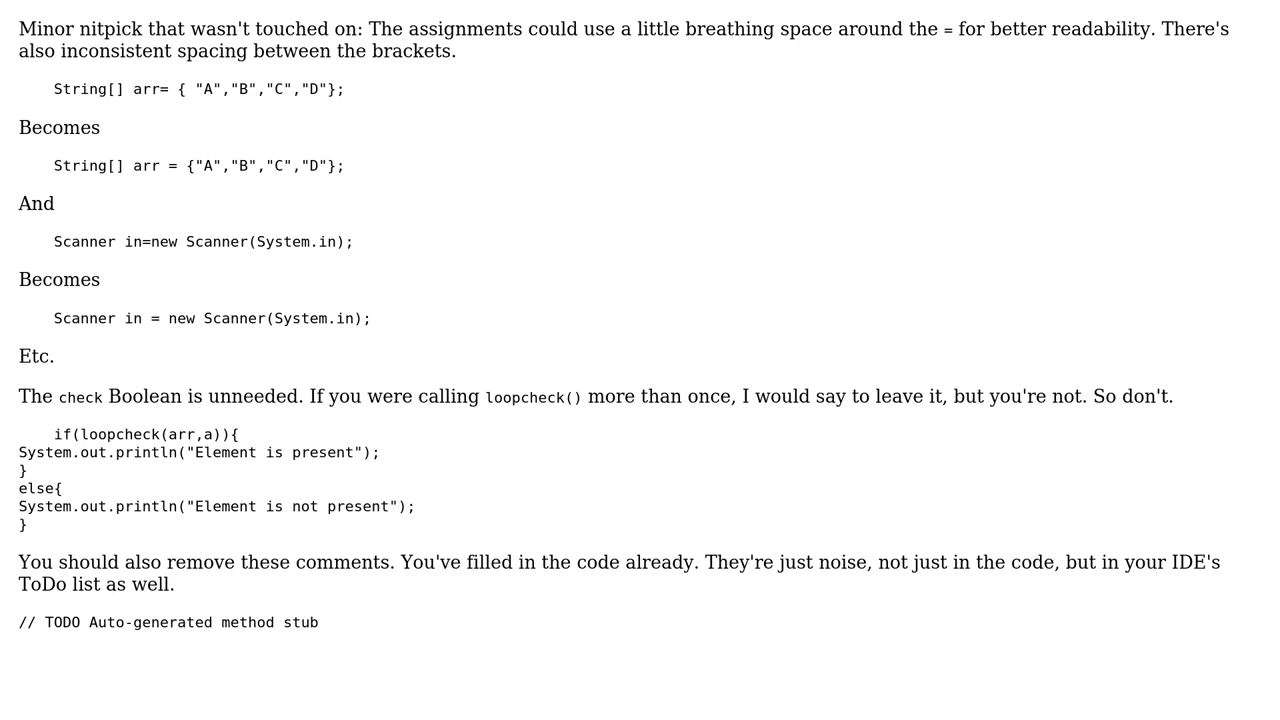 Minor nitpick that wasn't touched on: The assignments could use a little breathing space around the = for better readability. There's
also inconsistent spacing between the brackets.
String[] arr= { "A","B","C","D"};
Becomes
String[] arr = {"A","B","C","D"};
And
Scanner in=new Scanner(System.in);
Becomes
Scanner in = new Scanner(System.in);
Etc.
The check Boolean is unneeded. If you were calling loopcheck() more than once, I would say to leave it, but you're not. So don't.
if(loopcheck(arr,a)){
System.out.println("Element is present");
}
else{
System.out.println("Element is not present");
}
You should also remove these comments. You've filled in the code already. They're just noise, not just in the code, but in your IDE's
ToDo list as well.
// TODO Auto-generated method stub